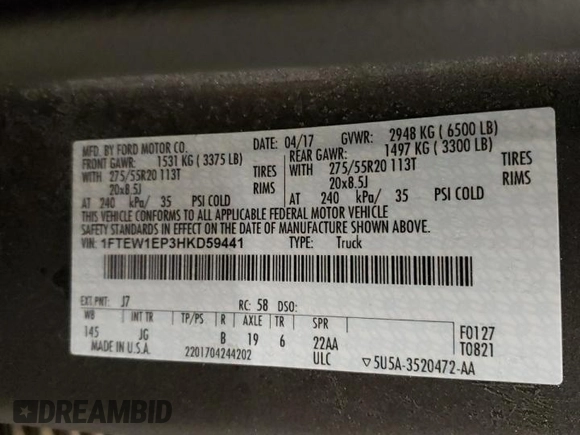 MFD. BY FORD MOTOR CO.
DATE: 04/17 GVWR: 2948 KG ( 6500 LB)
FRONT GAWR: 1531 KG ( 3375 LB)
REAR GAWR: 1497 KG ( 3300 LB)
WITH 275/55R20 113T TIRES
WITH 275/55R20 113T TIRES
20x8.5J RIMS
20x8.5J RIMS
AT 240 kPa/ 35 PSI COLD
AT 240 kPa/ 35 PSI COLD
THIS VEHICLE CONFORMS TO ALL APPLICABLE FEDERAL MOTOR VEHICLE
SAFETY STANDARDS IN EFFECT ON THE DATE OF MANUFACTURE SHOWN ABOVE.
VIN: 1FTEW1EP3HKD59441 TYPE: Truck
EXT PNT: J7 RC: 58 DSO:
WB INT TR TP/PS R AXLE TR SPR
145 JG B 19 6 22AA
F0127
MADE IN U.S.A. 2201704244202 ULC ▽5U5A-3520472-AA
T0821
DREAMBID